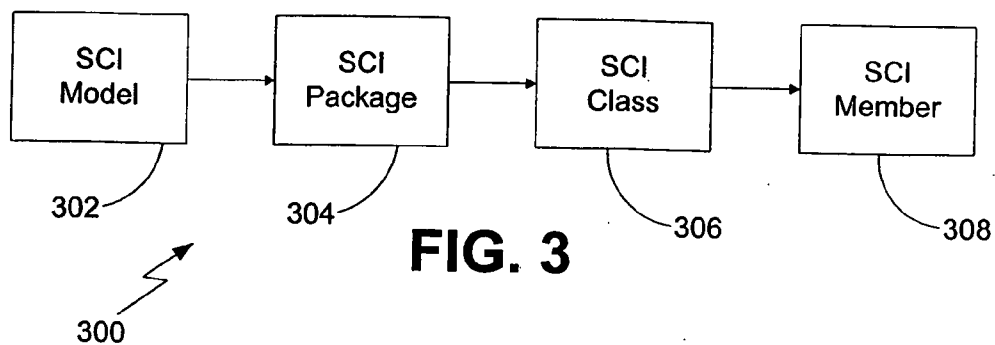 SCI
Model
SCI
Package
SCI
Class
SCI
Member
302
304
306
308
FIG. 3
300